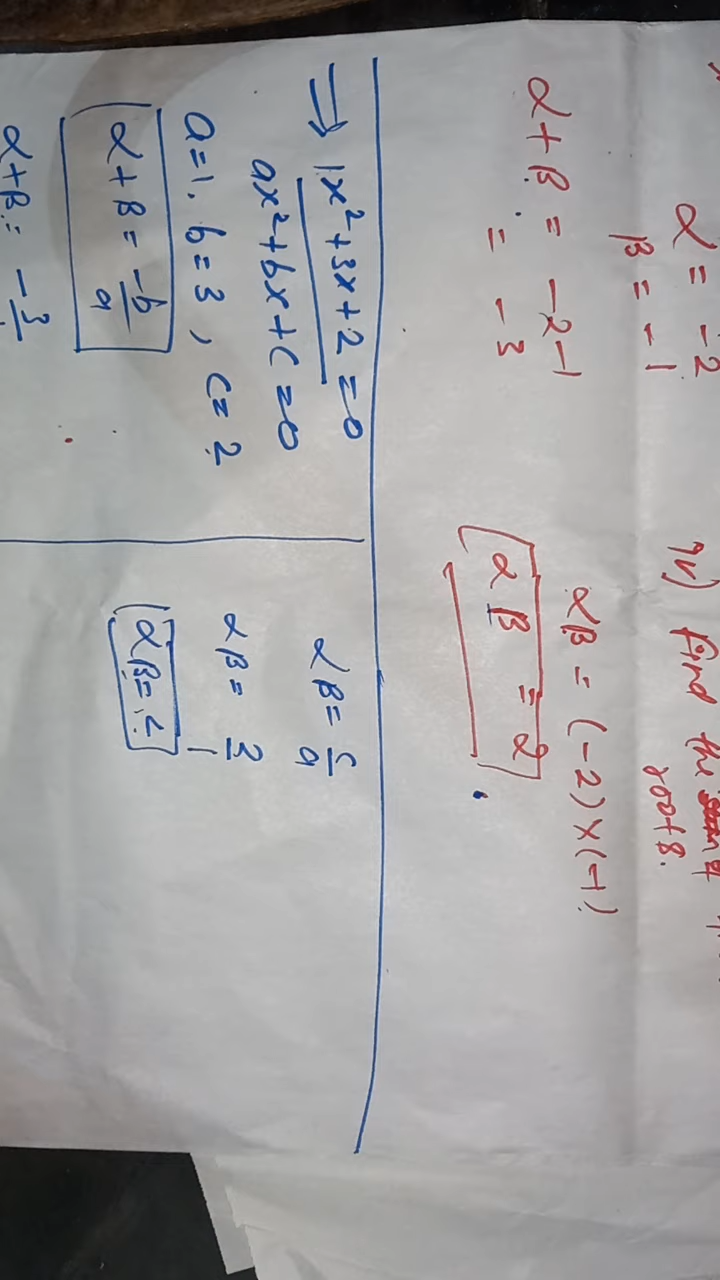 α = -2
β = -1
α + β = -2-1
= -3
iv) find the
roots.
αβ = (-2)×(-1)
αβ = 2
⇒ 1x²+3x+2=0
ax²+bx+c=0
a=1, b=3, c=2
α+β = -b/a
α+β = -3/1
αβ = c/a
αβ = 2/1
αβ =